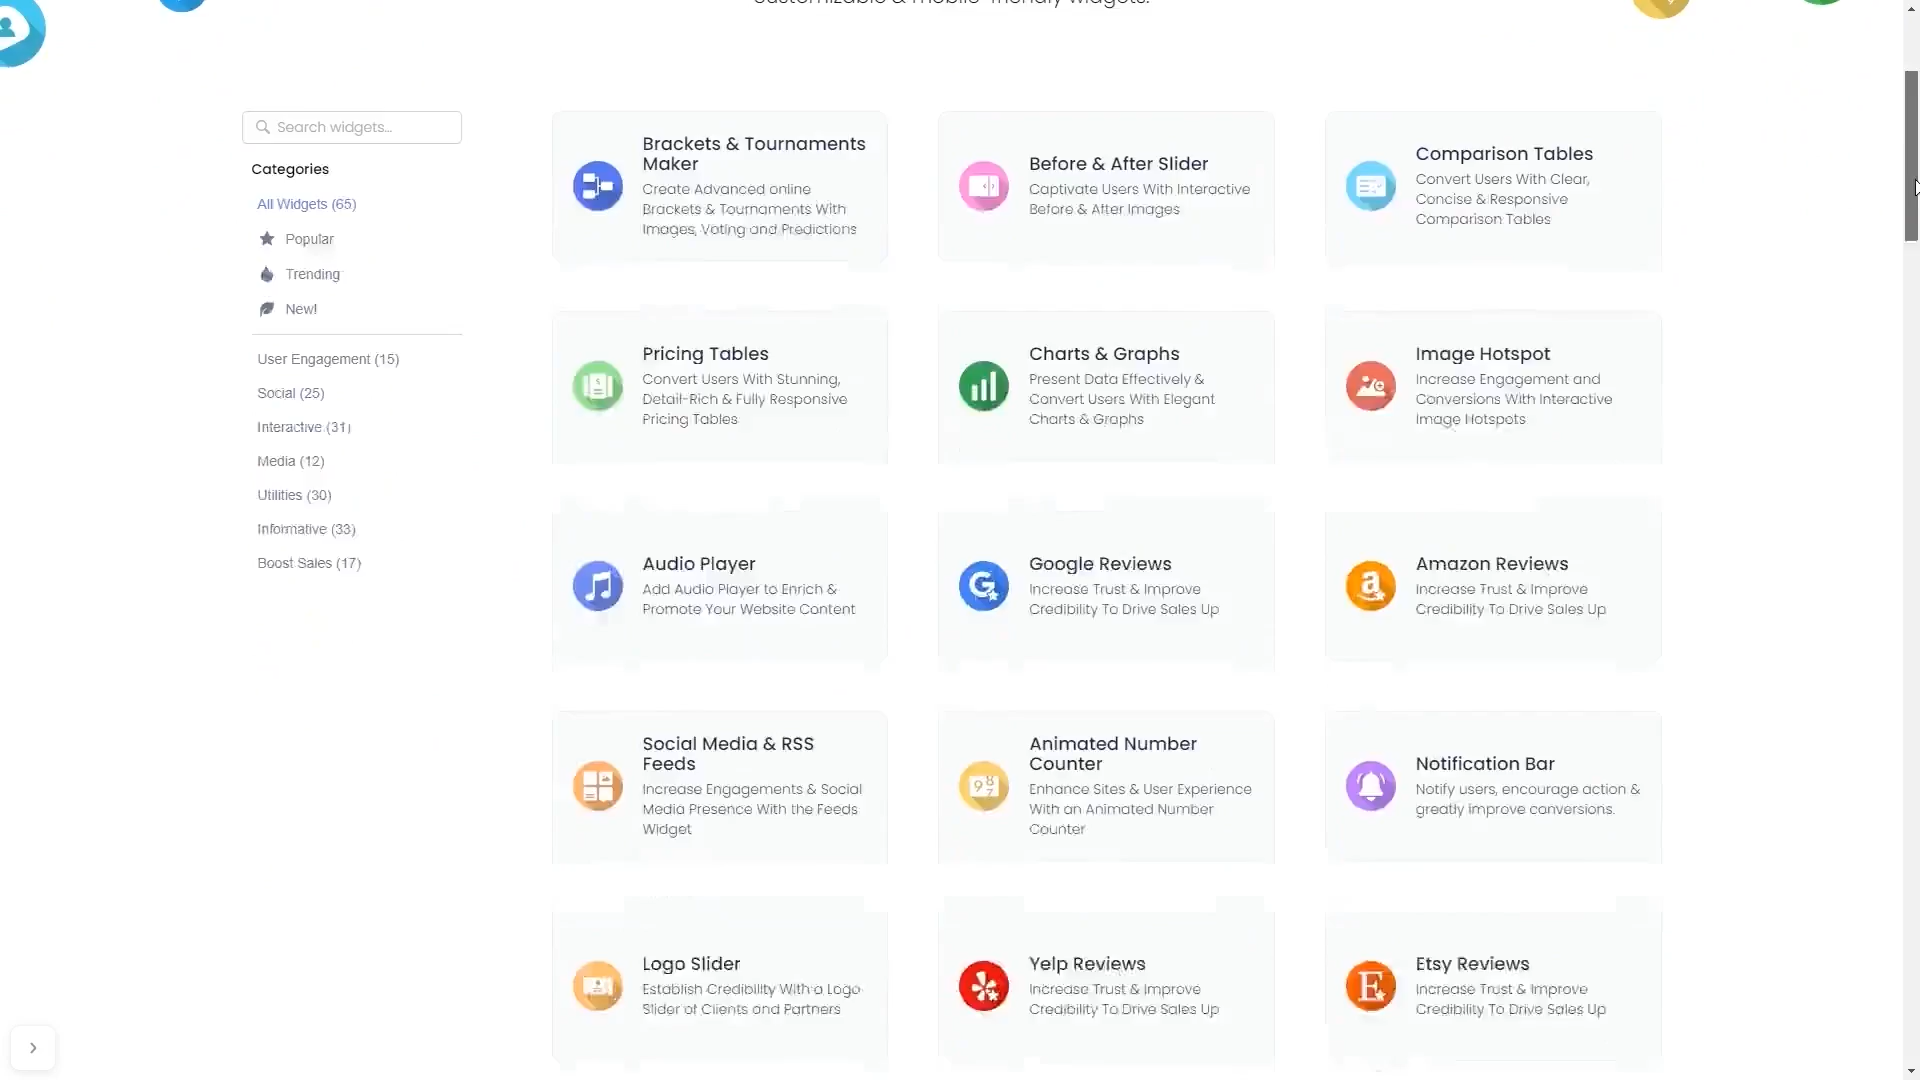 Customizable & mobile-friendly widgets.
Search widgets...
Categories
All Widgets (65)
Popular
Trending
New!
User Engagement (15)
Social (25)
Interactive (31)
Media (12)
Utilities (30)
Informative (33)
Boost Sales (17)
Brackets & Tournaments
Maker
Create Advanced online
Brackets & Tournaments With
Images, Voting and Predictions
Before & After Slider
Captivate Users With Interactive
Before & After Images
Comparison Tables
Convert Users With Clear,
Concise & Responsive
Comparison Tables
Pricing Tables
Convert Users With Stunning,
Detail-Rich & Fully Responsive
Pricing Tables
Charts & Graphs
Present Data Effectively &
Convert Users With Elegant
Charts & Graphs
Image Hotspot
Increase Engagement and
Conversions With Interactive
Image Hotspots
Audio Player
Add Audio Player to Enrich &
Promote Your Website Content
Google Reviews
Increase Trust & Improve
Credibility To Drive Sales Up
Amazon Reviews
Increase Trust & Improve
Credibility To Drive Sales Up
Social Media & RSS
Feeds
Increase Engagements & Social
Media Presence With the Feeds
Widget
Animated Number
Counter
Enhance Sites & User Experience
With an Animated Number
Counter
Notification Bar
Notify users, encourage action &
greatly improve conversions.
Logo Slider
Establish Credibility With a Logo
Slider of Clients and Partners
Yelp Reviews
Increase Trust & Improve
Credibility To Drive Sales Up
Etsy Reviews
Increase Trust & Improve
Credibility To Drive Sales Up